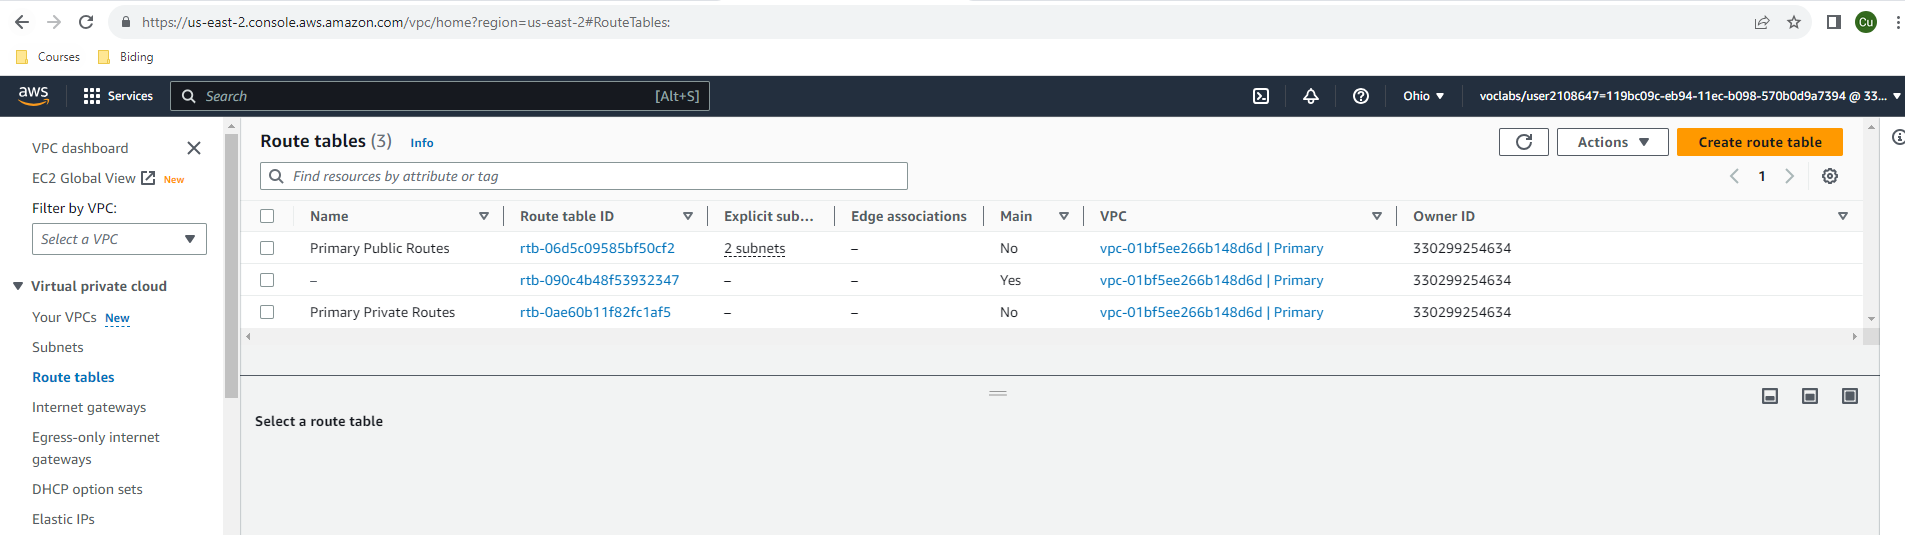 https://us-east-2.console.aws.amazon.com/vpc/home?region=us-east-2#RouteTables:
Cu
Courses
Biding
aws
Services
Search
[Alt+S]
Ohio
voclabs/user2108647=119bc09c-eb94-11ec-b098-570b0d9a7394 @ 33...
VPC dashboard
EC2 Global View New
Filter by VPC:
Select a VPC
Virtual private cloud
Your VPCs New
Subnets
Route tables
Internet gateways
Egress-only internet
gateways
DHCP option sets
Elastic IPs
Route tables (3) Info
Actions
Create route table
Find resources by attribute or tag
1
Name Route table ID Explicit sub... Edge associations Main VPC Owner ID
Primary Public Routes rtb-06d5c09585bf50cf2 2 subnets – No vpc-01bf5ee266b148d6d | Primary 330299254634
– rtb-090c4b48f53932347 – – Yes vpc-01bf5ee266b148d6d | Primary 330299254634
Primary Private Routes rtb-0ae60b11f82fc1af5 – – No vpc-01bf5ee266b148d6d | Primary 330299254634
Select a route table